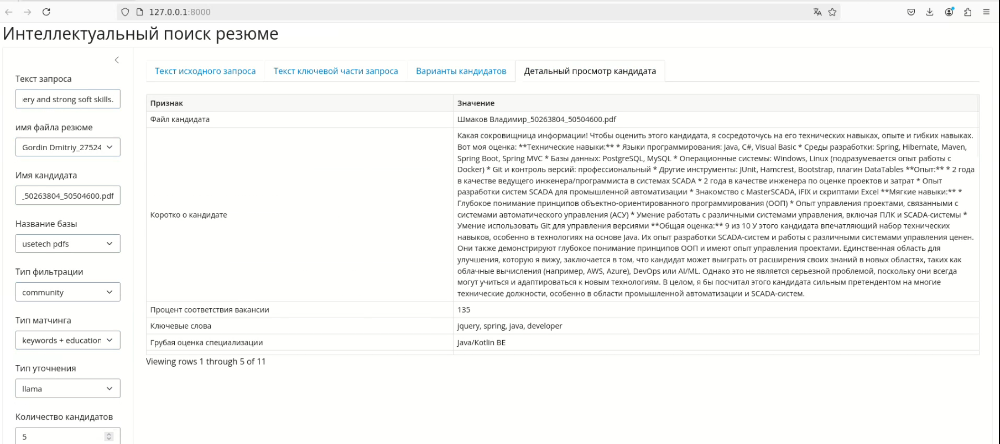 127.0.0.1:8000
Интеллектуальный поиск резюме
Текст запроса
ery and strong soft skills.
имя файла резюме
Gordin Dmitriy_27524
Имя кандидата
_50263804_50504600.pdf
Название базы
usetech pdfs
Тип фильтрации
community
Тип матчинга
keywords + education
Тип уточнения
llama
Количество кандидатов
5
Текст исходного запроса
Текст ключевой части запроса
Варианты кандидатов
Детальный просмотр кандидата
Признак
Значение
Файл кандидата
Шмаков Владимир_50263804_50504600.pdf
Коротко о кандидате
Какая сокровищница информации! Чтобы оценить этого кандидата, я сосредоточусь на его технических навыках, опыте и гибких навыках.
Вот моя оценка: **Технические навыки:** * Языки программирования: Java, C#, Visual Basic * Среды разработки: Spring, Hibernate, Maven,
Spring Boot, Spring MVC * Базы данных: PostgreSQL, MySQL * Операционные системы: Windows, Linux (подразумевается опыт работы с
Docker) * Git и контроль версий: профессиональный * Другие инструменты: JUnit, Hamcrest, Bootstrap, плагин DataTables **Опыт:** * 2 года
в качестве ведущего инженера/программиста в системах SCADA * 2 года в качестве инженера по оценке проектов и затрат * Опыт
разработки систем SCADA для промышленной автоматизации * Знакомство с MasterSCADA, iFIX и скриптами Excel **Мягкие навыки:** *
Глубокое понимание принципов объектно-ориентированного программирования (ООП) * Опыт управления проектами, связанными с
системами автоматического управления (АСУ) * Умение работать с различными системами управления, включая ПЛК и SCADA-системы *
Умение использовать Git для управления версиями **Общая оценка:** 9 из 10 У этого кандидата впечатляющий набор технических
навыков, особенно в технологиях на основе Java. Их опыт разработки SCADA-систем и работы с различными системами управления ценен.
Они также демонстрируют глубокое понимание принципов ООП и имеют опыт управления проектами. Единственная область для
улучшения, которую я вижу, заключается в том, что кандидат может выиграть от расширения своих знаний в новых областях, таких как
облачные вычисления (например, AWS, Azure), DevOps или AI/ML. Однако это не является серьезной проблемой, поскольку они всегда
могут учиться и адаптироваться к новым технологиям. В целом, я бы посчитал этого кандидата сильным претендентом на многие
технические должности, особенно в области промышленной автоматизации и SCADA-систем.
Процент соответствия вакансии
135
Ключевые слова
jquery, spring, java, developer
Грубая оценка специализации
Java/Kotlin BE
Viewing rows 1 through 5 of 11